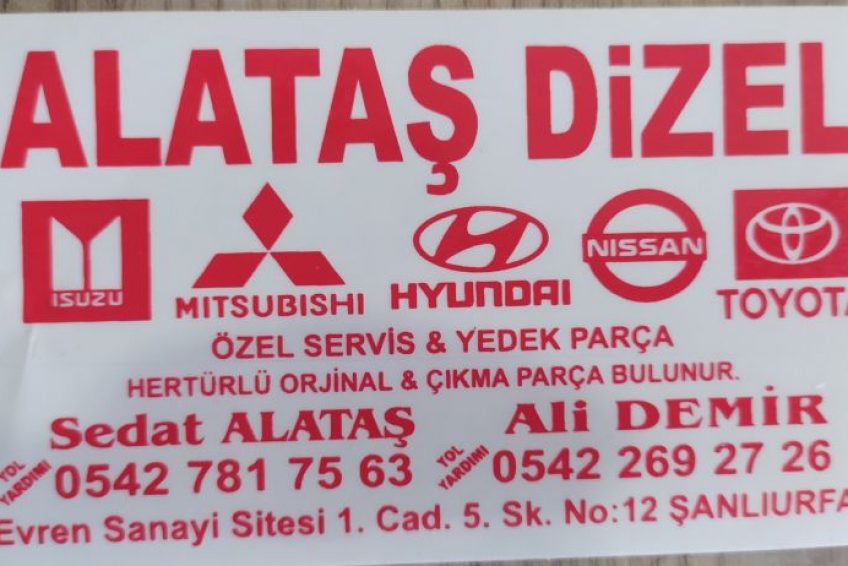 ALATAŞ DİZEL
ISUZU MITSUBISHI HYUNDAI NISSAN TOYOTA
ÖZEL SERVİS & YEDEK PARÇA
HERTÜRLÜ ORJİNAL & ÇIKMA PARÇA BULUNUR.
Sedat ALATAŞ Ali DEMİR
YOL YARDIMI 0542 781 75 63 YOL YARDIMI 0542 269 27 26
Evren Sanayi Sitesi 1. Cad. 5. Sk. No:12 ŞANLIURFA